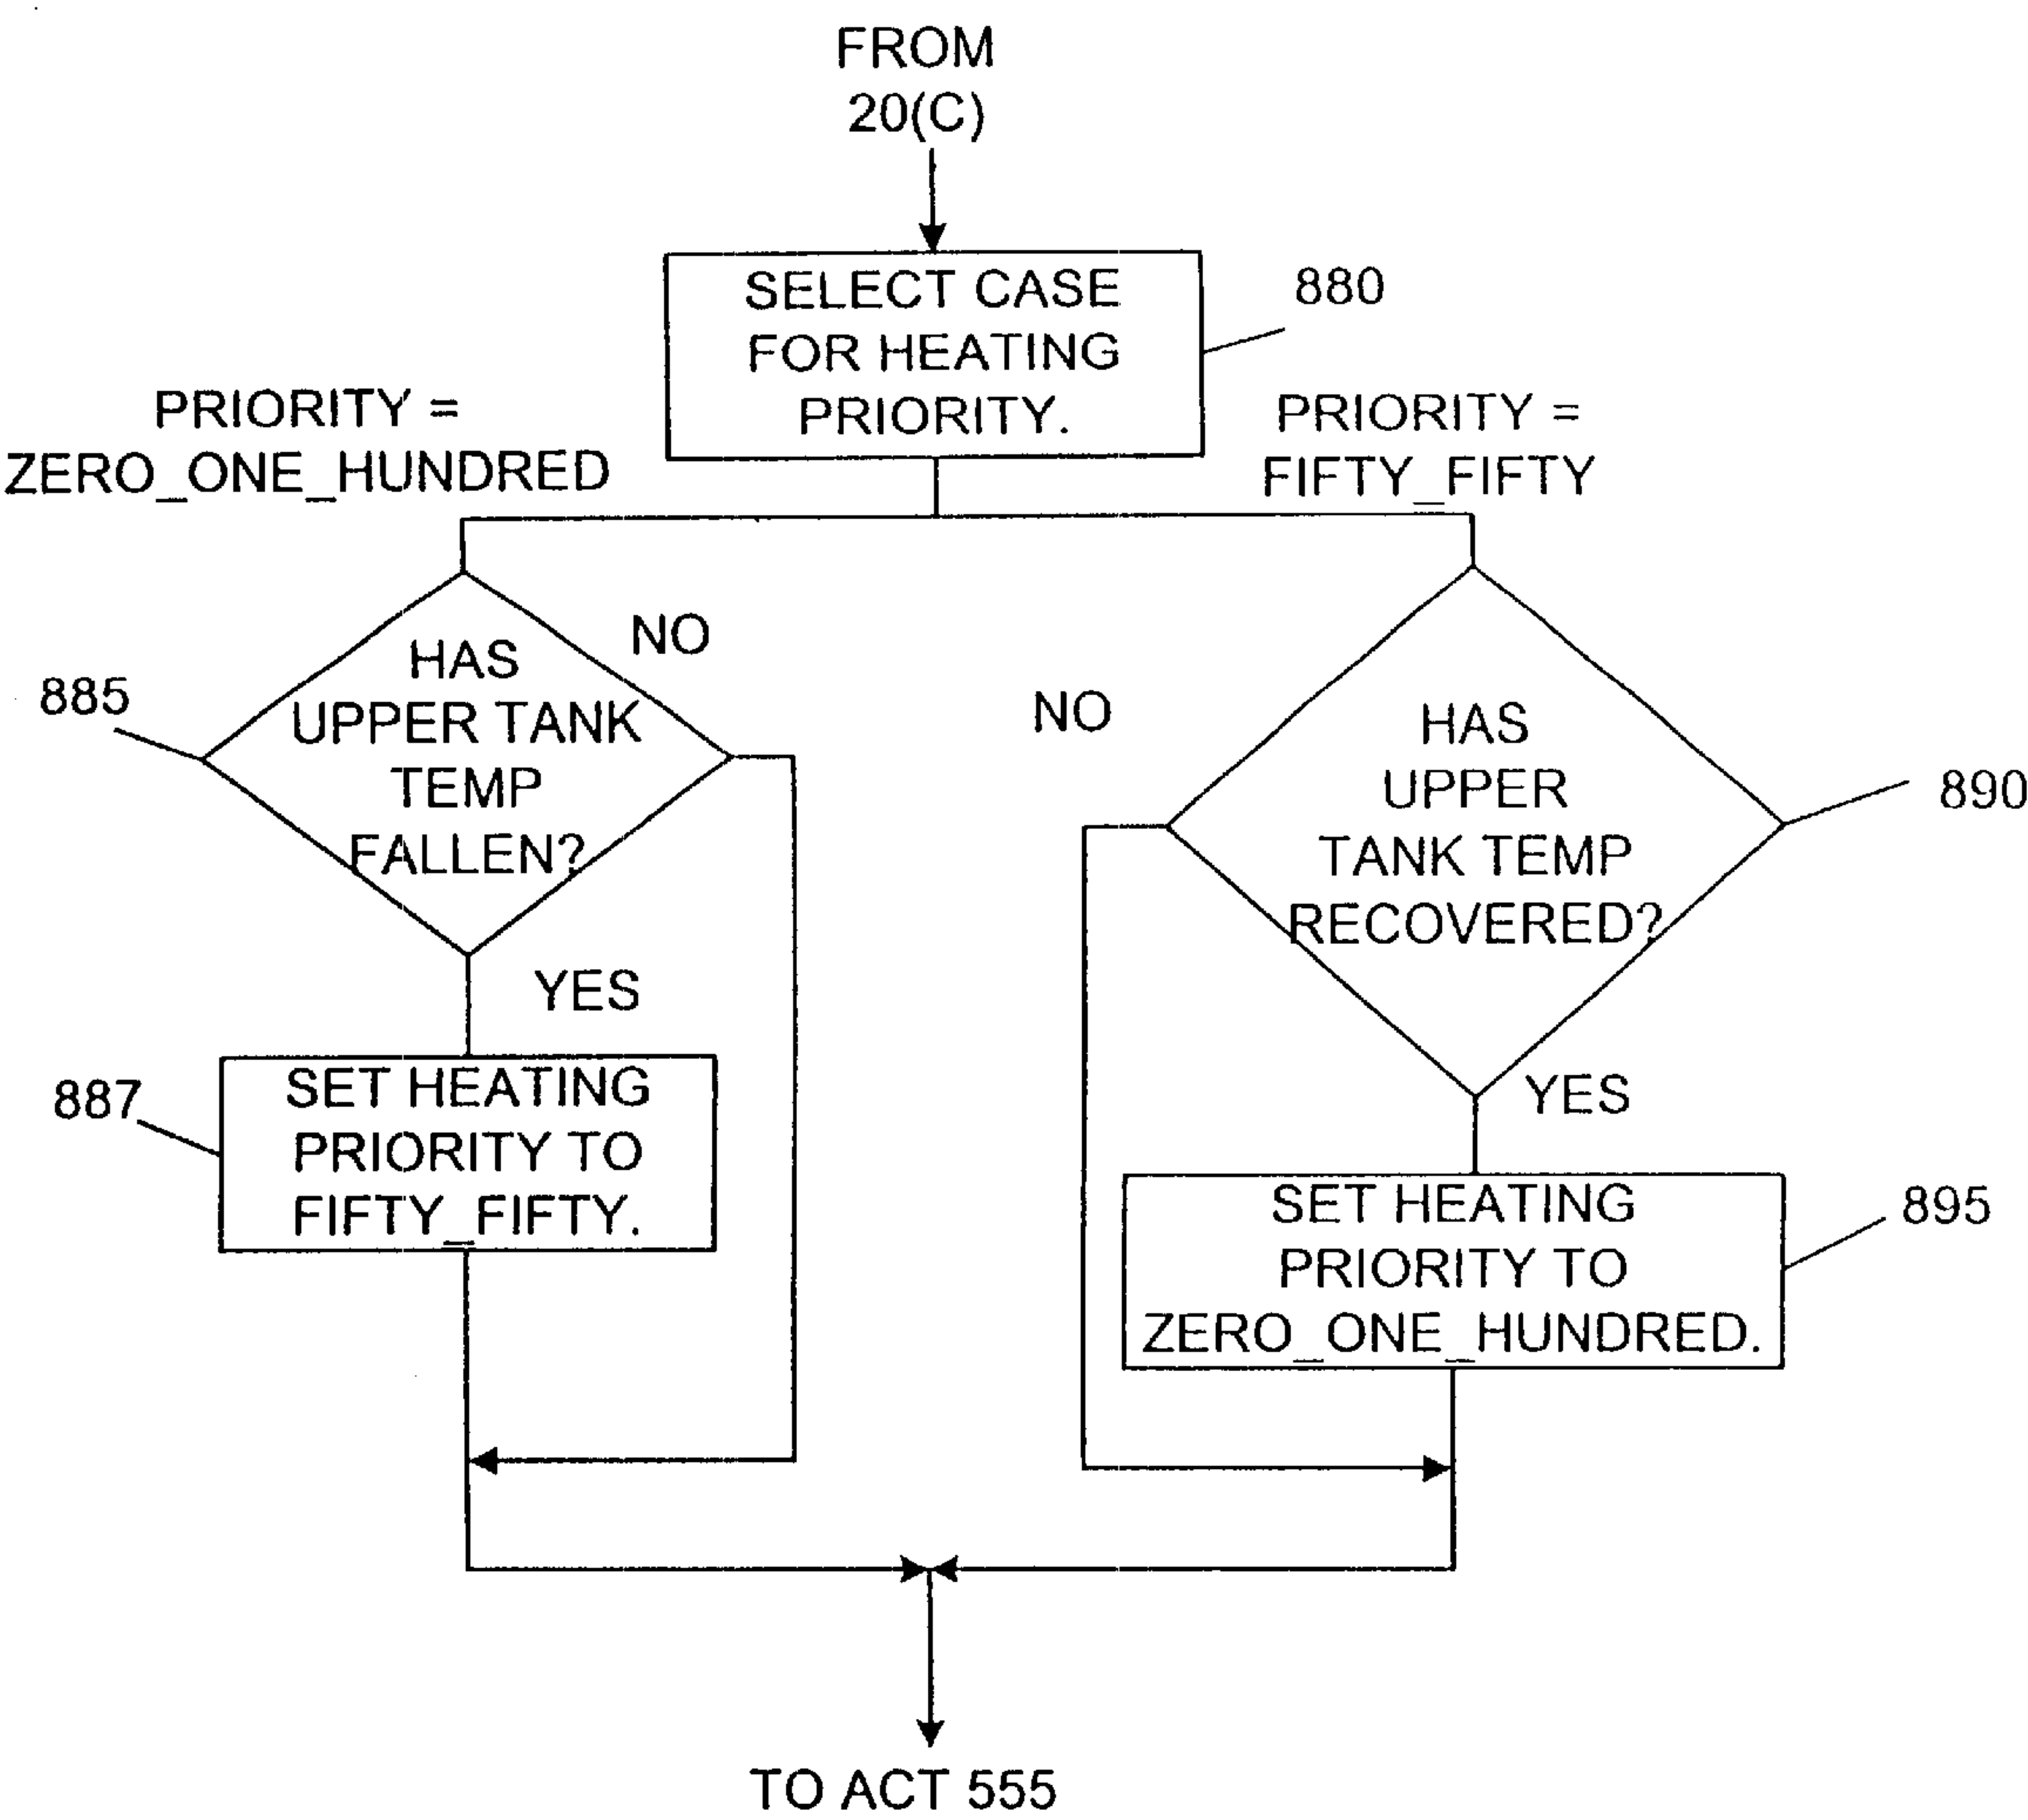 FROM
20(C)
SELECT CASE
FOR HEATING
PRIORITY.
880
PRIORITY =
ZERO_ONE_HUNDRED
PRIORITY =
FIFTY_FIFTY
HAS
UPPER TANK
TEMP
FALLEN?
NO
885
YES
NO
HAS
UPPER
TANK TEMP
RECOVERED?
890
YES
SET HEATING
PRIORITY TO
FIFTY_FIFTY.
887
SET HEATING
PRIORITY TO
ZERO_ONE_HUNDRED.
895
TO ACT 555